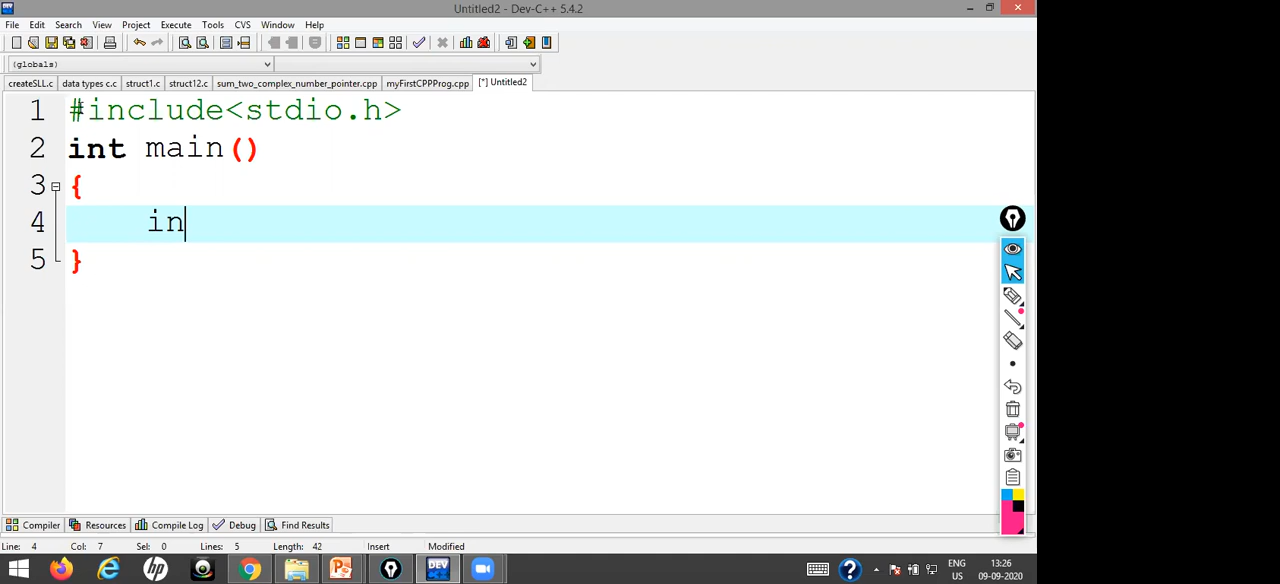 Untitled2 - Dev-C++ 5.4.2
File Edit Search View Project Execute Tools CVS Window Help
(globals)
createSLL.c data types c.c struct1.c struct12.c sum_two_complex_number_pointer.cpp myFirstCPPProg.cpp [*] Untitled2
1 #include<stdio.h>
2 int main()
3 {
4 in
5 }
Compiler Resources Compile Log Debug Find Results
Line: 4 Col: 7 Sel: 0 Lines: 5 Length: 42 Insert Modified
hp DEV C++ ? ENG 13:26
US 09-09-2020